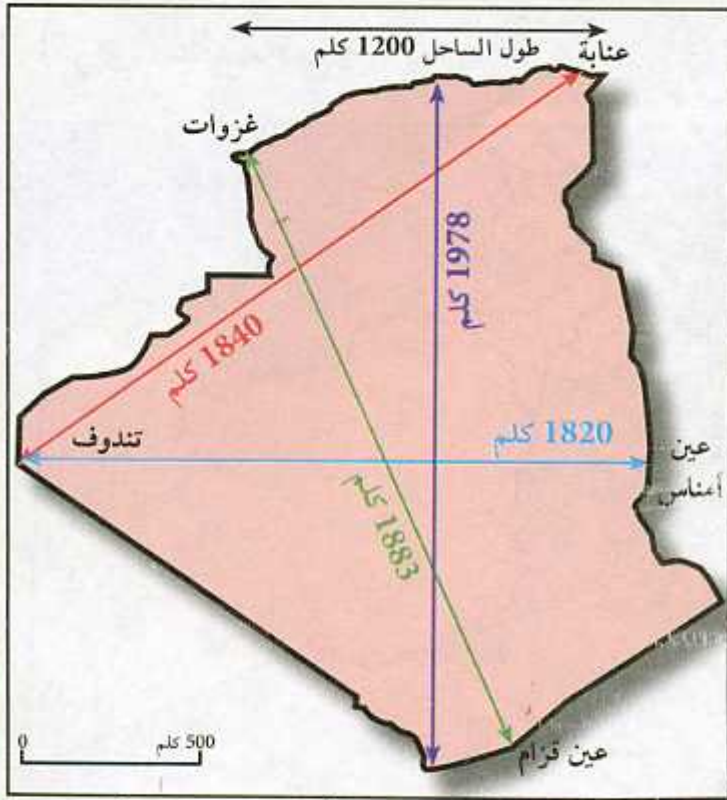 طول الساحل 1200 كلم
عنابة
غزوات
1978 كلم
1840 كلم
تندوف
1820 كلم
عين
أمناس
1883 كلم
0
500 كلم
عين قزام